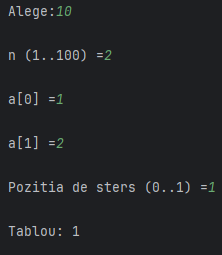 Alege:10
n (1..100) =2
a[0] =1
a[1] =2
Pozitia de sters (0..1) =1
Tablou: 1